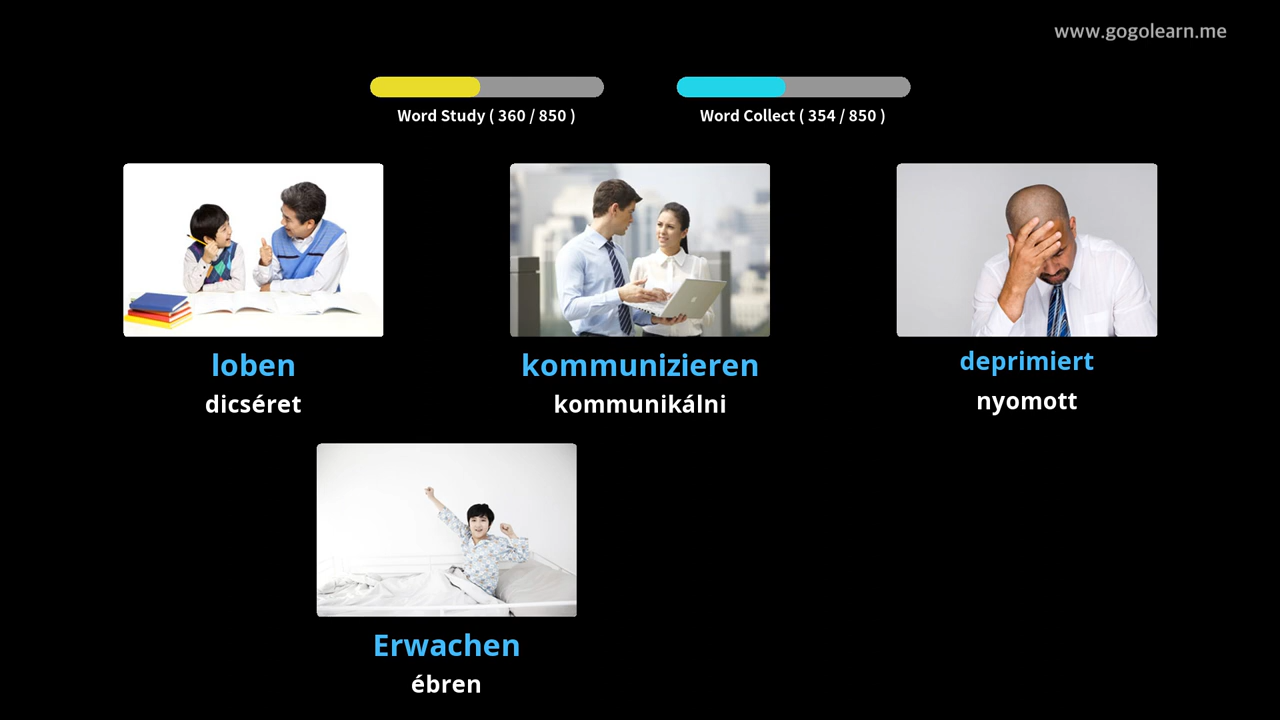 www.gogolearn.me
Word Study ( 360 / 850 )
Word Collect ( 354 / 850 )
loben
dicséret
kommunizieren
kommunikálni
deprimiert
nyomott
Erwachen
ébren